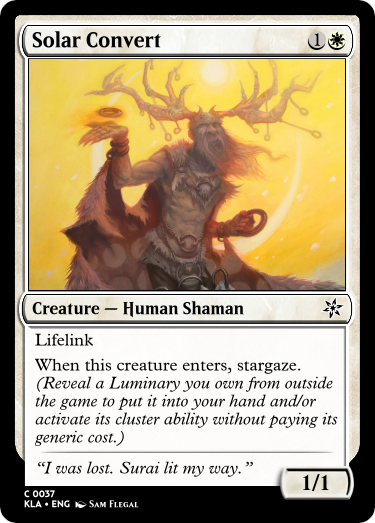 Solar Convert 1
Creature — Human Shaman
Lifelink
When this creature enters, stargaze.
(Reveal a Luminary you own from outside
the game to put it into your hand and/or
activate its cluster ability without paying its
generic cost.)
“I was lost. Surai lit my way.”
1/1
C 0037
KLA • ENG Sam Flegal